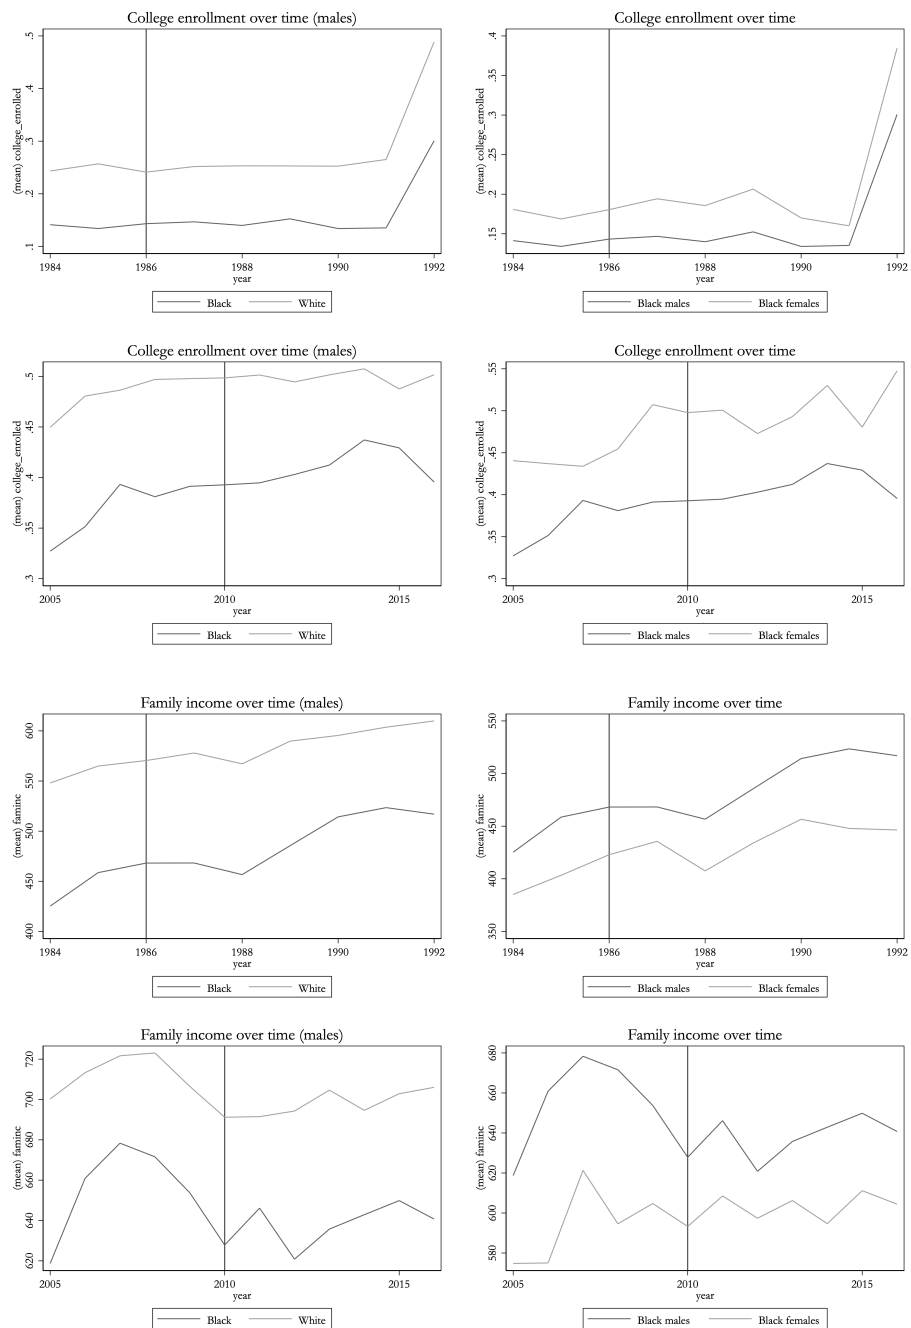 College enrollment over time (males)
(mean) college_enrolled
.5
.4
.3
.2
.1
1984 1986 1988 1990 1992
year
Black White
College enrollment over time
(mean) college_enrolled
.4
.35
.3
.25
.2
.15
1984 1986 1988 1990 1992
year
Black males Black females
College enrollment over time (males)
(mean) college_enrolled
.5
.45
.4
.35
.3
2005 2010 2015
year
Black White
College enrollment over time
(mean) college_enrolled
.55
.5
.45
.4
.35
.3
2005 2010 2015
year
Black males Black females
Family income over time (males)
(mean) faminc
600
550
500
450
400
1984 1986 1988 1990 1992
year
Black White
Family income over time
(mean) faminc
550
500
450
400
350
1984 1986 1988 1990 1992
year
Black males Black females
Family income over time (males)
(mean) faminc
720
700
680
660
640
620
2005 2010 2015
year
Black White
Family income over time
(mean) faminc
680
660
640
620
600
580
2005 2010 2015
year
Black males Black females